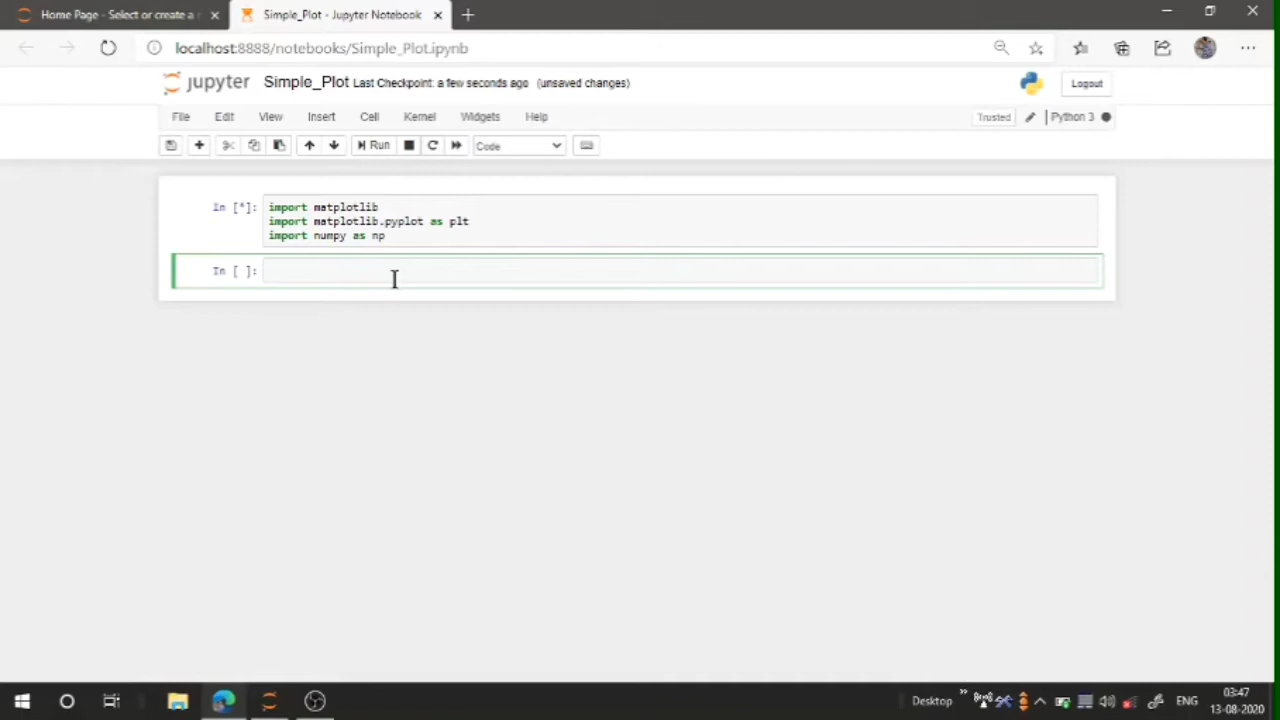 Home Page - Select or create a
Simple_Plot - Jupyter Notebook
localhost:8888/notebooks/Simple_Plot.ipynb
jupyter Simple_Plot Last Checkpoint: a few seconds ago (unsaved changes)
Logout
File Edit View Insert Cell Kernel Widgets Help
Trusted Python 3
Run Code
In [*]: import matplotlib
import matplotlib.pyplot as plt
import numpy as np
In [ ]:
Desktop ENG 03:47
13-08-2020